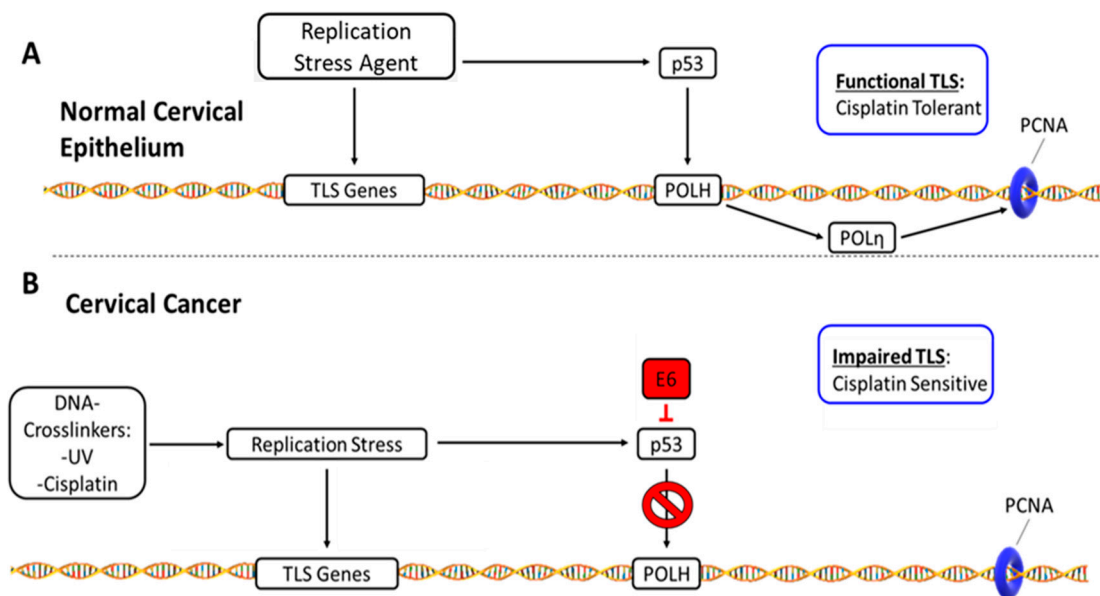 A
Normal Cervical
Epithelium
Replication
Stress Agent
p53
Functional TLS:
Cisplatin Tolerant
PCNA
TLS Genes
POLH
POLη
B
Cervical Cancer
Impaired TLS:
Cisplatin Sensitive
E6
DNA-
Crosslinkers:
-UV
-Cisplatin
Replication Stress
p53
PCNA
TLS Genes
POLH